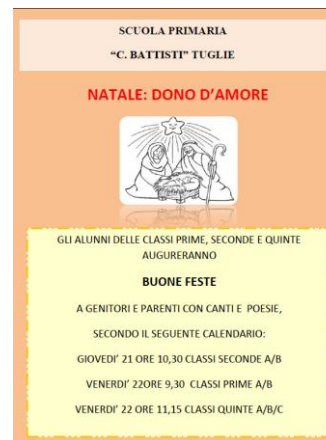 SCUOLA PRIMARIA
“C. BATTISTI” TUGLIE
NATALE: DONO D’AMORE
GLI ALUNNI DELLE CLASSI PRIME, SECONDE E QUINTE
AUGURERANNO
BUONE FESTE
A GENITORI E PARENTI CON CANTI E POESIE,
SECONDO IL SEGUENTE CALENDARIO:
GIOVEDI’ 21 ORE 10,30 CLASSI SECONDE A/B
VENERDI’ 22ORE 9,30 CLASSI PRIME A/B
VENERDI’ 22 ORE 11,15 CLASSI QUINTE A/B/C